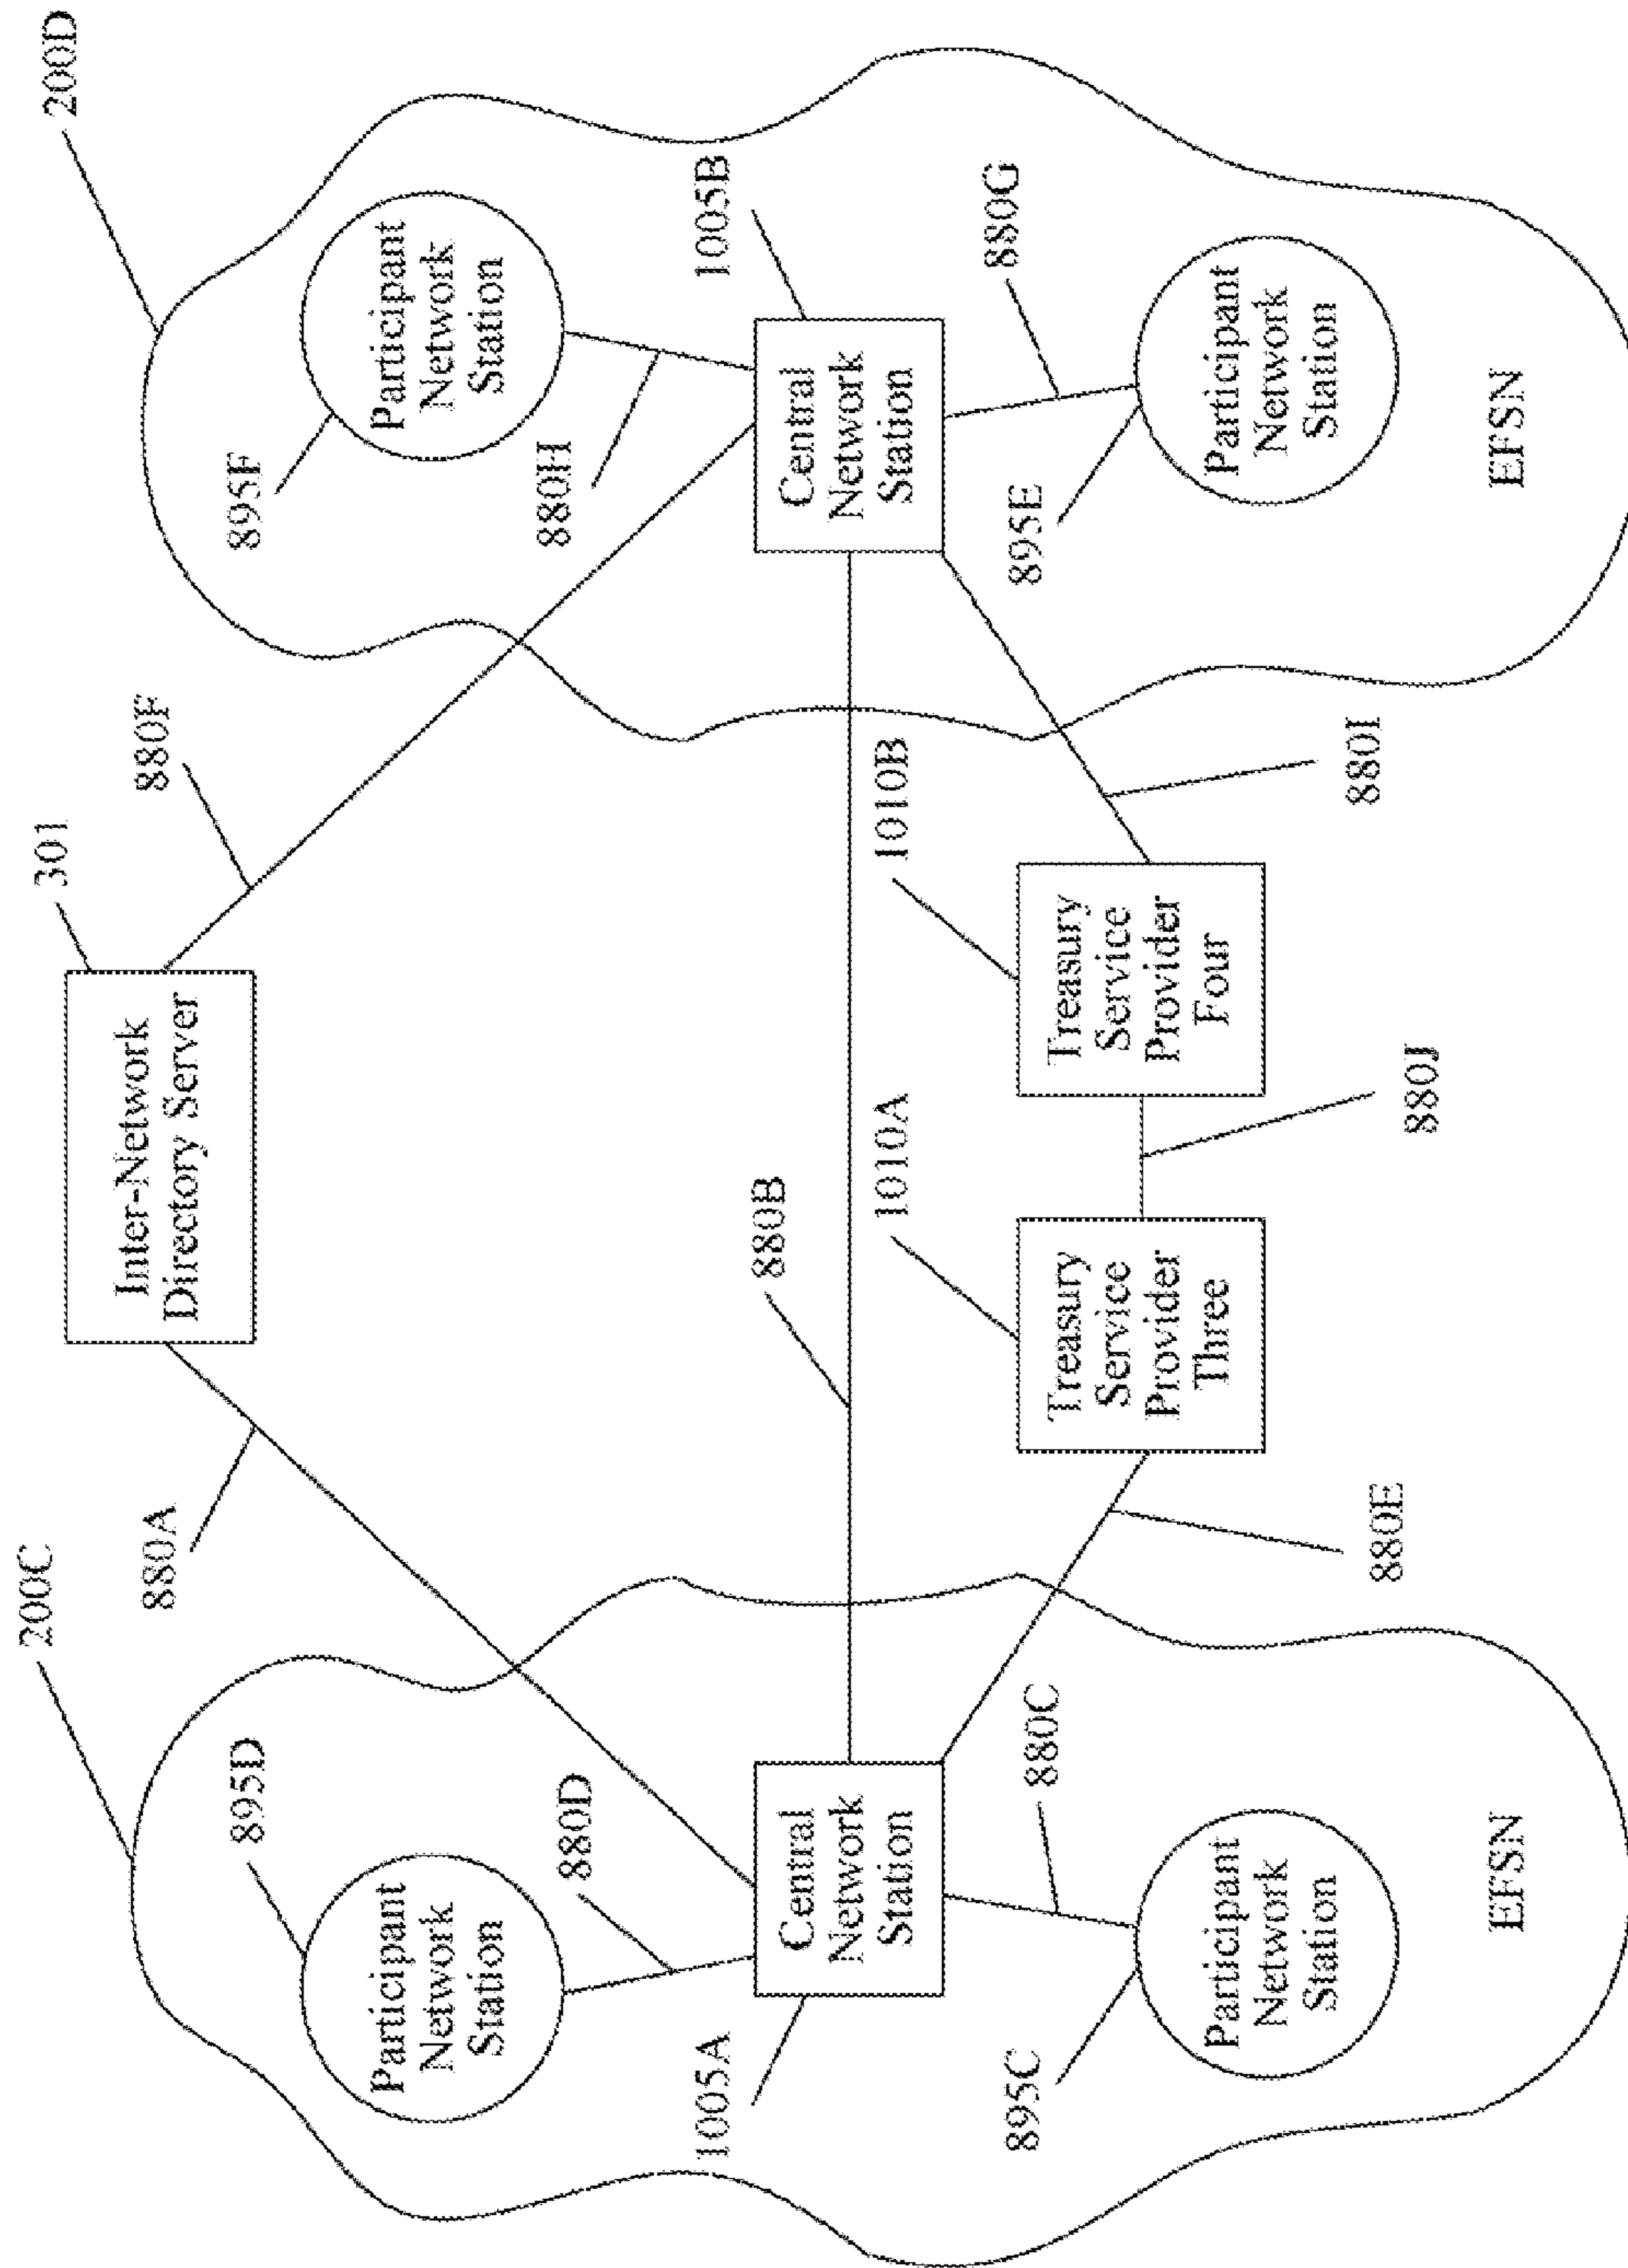 200C
200D
301
Inter-Network
Directory Server
880A
880F
895D
895F
Participant
Network
Station
Participant
Network
Station
880D
880H
1005A
1005B
Central
Network
Station
Central
Network
Station
880B
1010A
1010B
895C
880C
895E
880G
Treasury
Service
Provider
Three
Treasury
Service
Provider
Four
Participant
Network
Station
Participant
Network
Station
880E
880J
880I
EFSN
EFSN